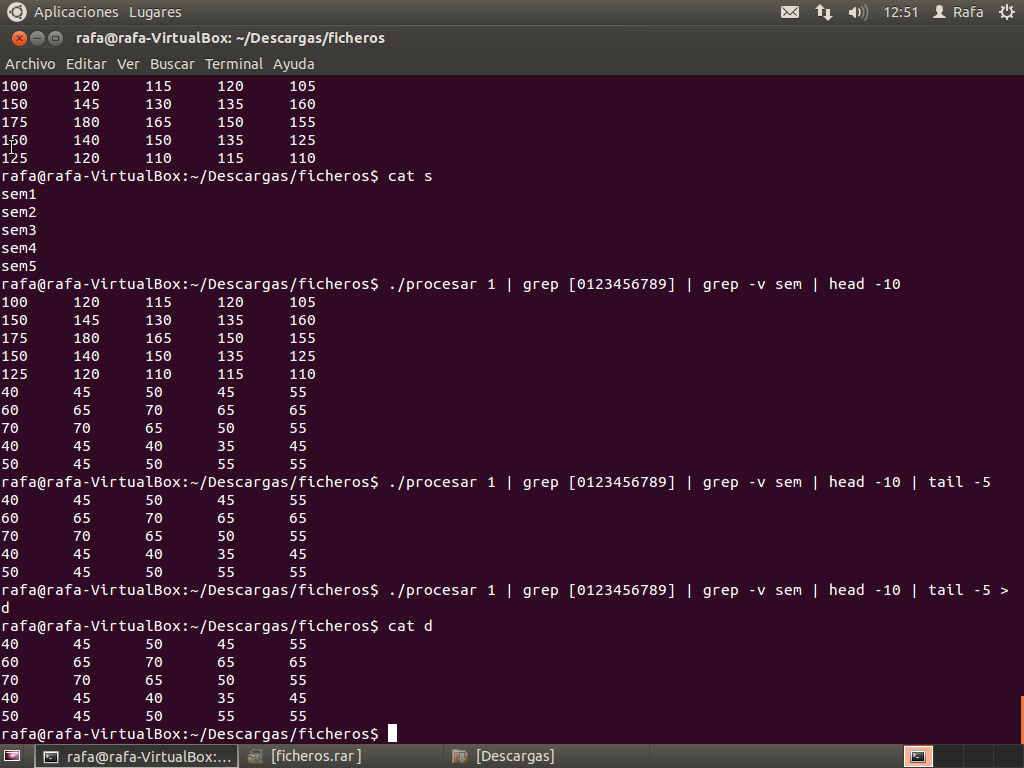 Aplicaciones Lugares 12:51 Rafa
rafa@rafa-VirtualBox: ~/Descargas/ficheros
Archivo Editar Ver Buscar Terminal Ayuda
100 120 115 120 105
150 145 130 135 160
175 180 165 150 155
150 140 150 135 125
125 120 110 115 110
rafa@rafa-VirtualBox:~/Descargas/ficheros$ cat s
sem1
sem2
sem3
sem4
sem5
rafa@rafa-VirtualBox:~/Descargas/ficheros$ ./procesar 1 | grep [0123456789] | grep -v sem | head -10
100 120 115 120 105
150 145 130 135 160
175 180 165 150 155
150 140 150 135 125
125 120 110 115 110
40 45 50 45 55
60 65 70 65 65
70 70 65 50 55
40 45 40 35 45
50 45 50 55 55
rafa@rafa-VirtualBox:~/Descargas/ficheros$ ./procesar 1 | grep [0123456789] | grep -v sem | head -10 | tail -5
40 45 50 45 55
60 65 70 65 65
70 70 65 50 55
40 45 40 35 45
50 45 50 55 55
rafa@rafa-VirtualBox:~/Descargas/ficheros$ ./procesar 1 | grep [0123456789] | grep -v sem | head -10 | tail -5 >
d
rafa@rafa-VirtualBox:~/Descargas/ficheros$ cat d
40 45 50 45 55
60 65 70 65 65
70 70 65 50 55
40 45 40 35 45
50 45 50 55 55
rafa@rafa-VirtualBox:~/Descargas/ficheros$
rafa@rafa-VirtualBox:... [ficheros.rar ] [Descargas]